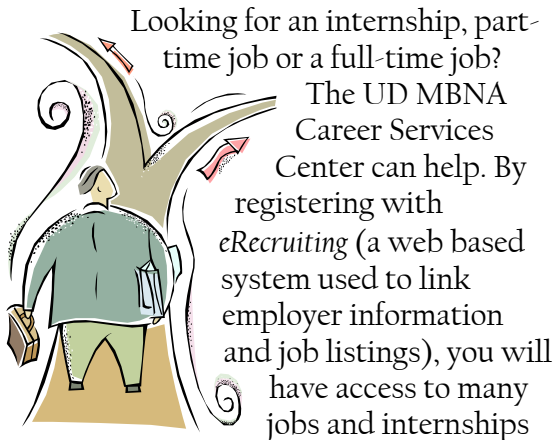 Looking for an internship, part-
time job or a full-time job?
The UD MBNA
Career Services
Center can help. By
registering with
eRecruiting (a web based
system used to link
employer information
and job listings), you will
have access to many
jobs and internships